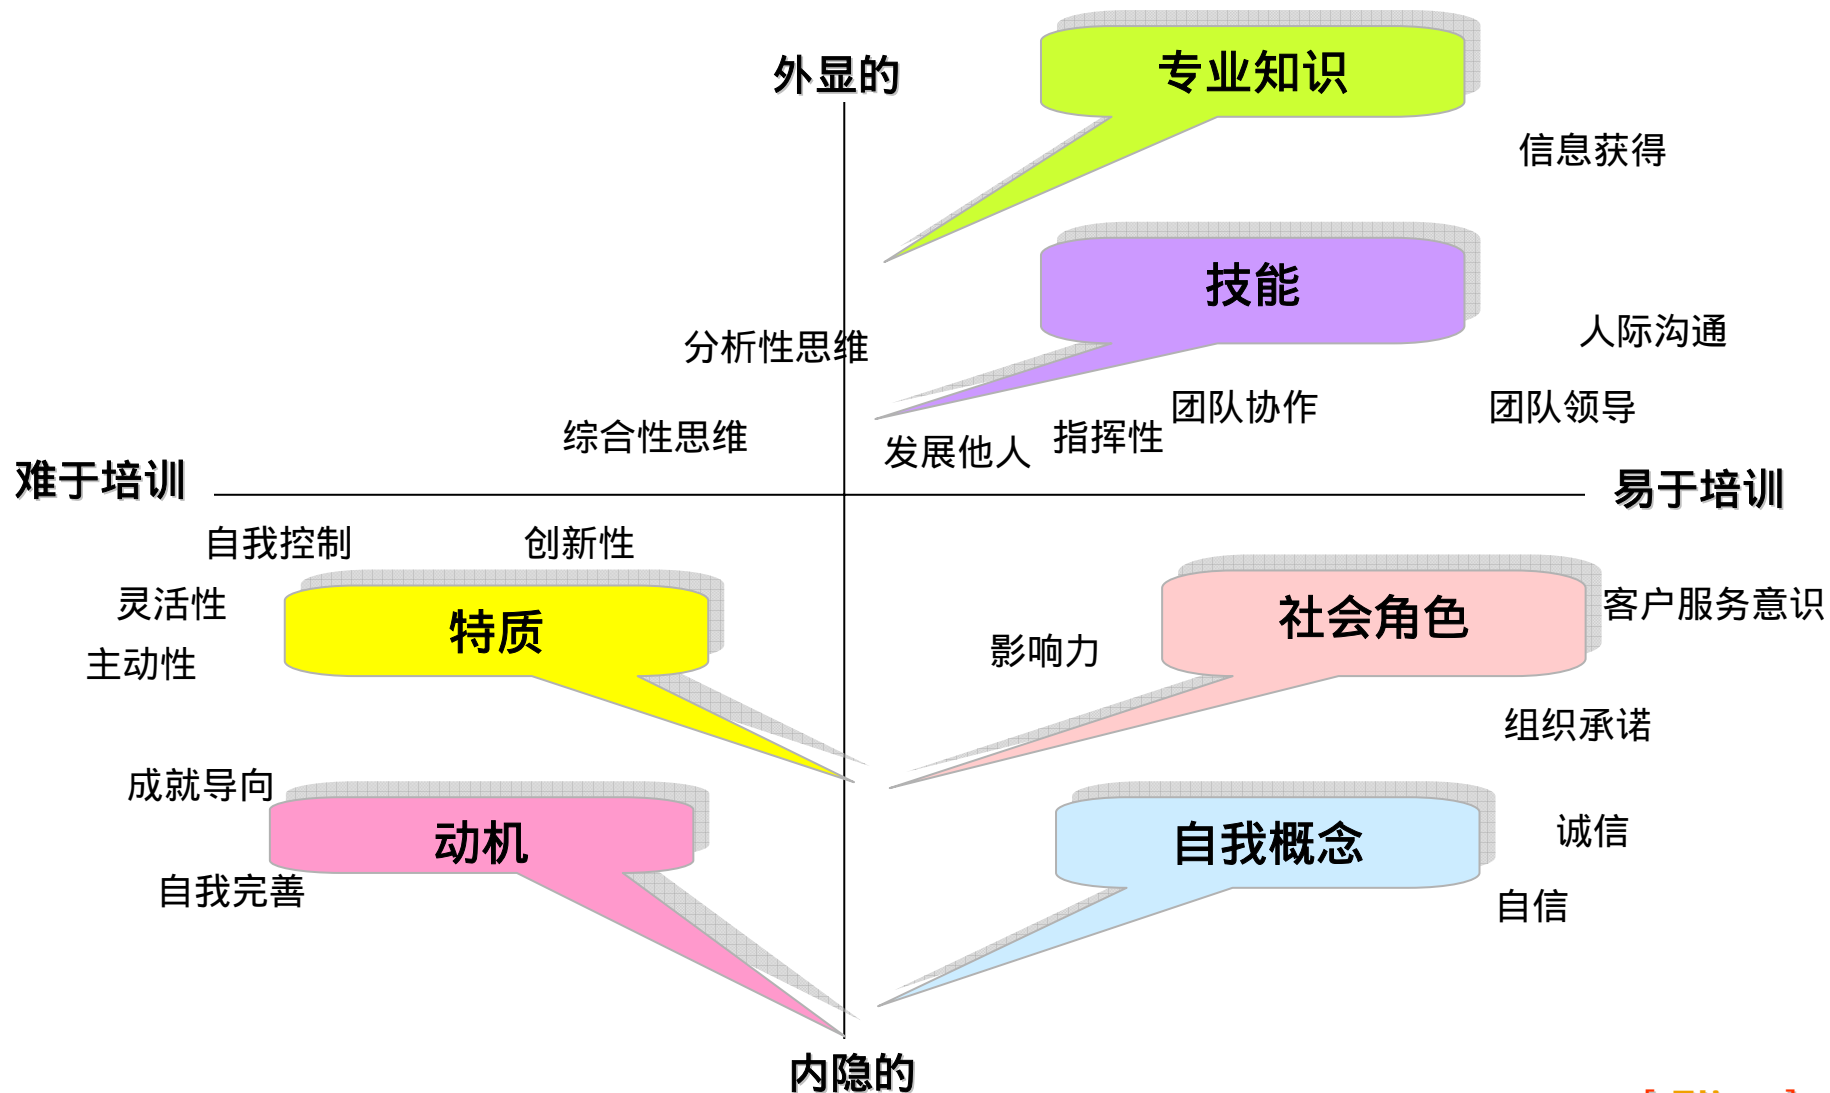 外显的
专业知识
信息获得
技能
人际沟通
分析性思维
团队协作
团队领导
综合性思维
发展他人
指挥性
难于培训
易于培训
自我控制
创新性
灵活性
特质
社会角色
客户服务意识
主动性
影响力
组织承诺
成就导向
动机
自我概念
诚信
自我完善
自信
内隐的